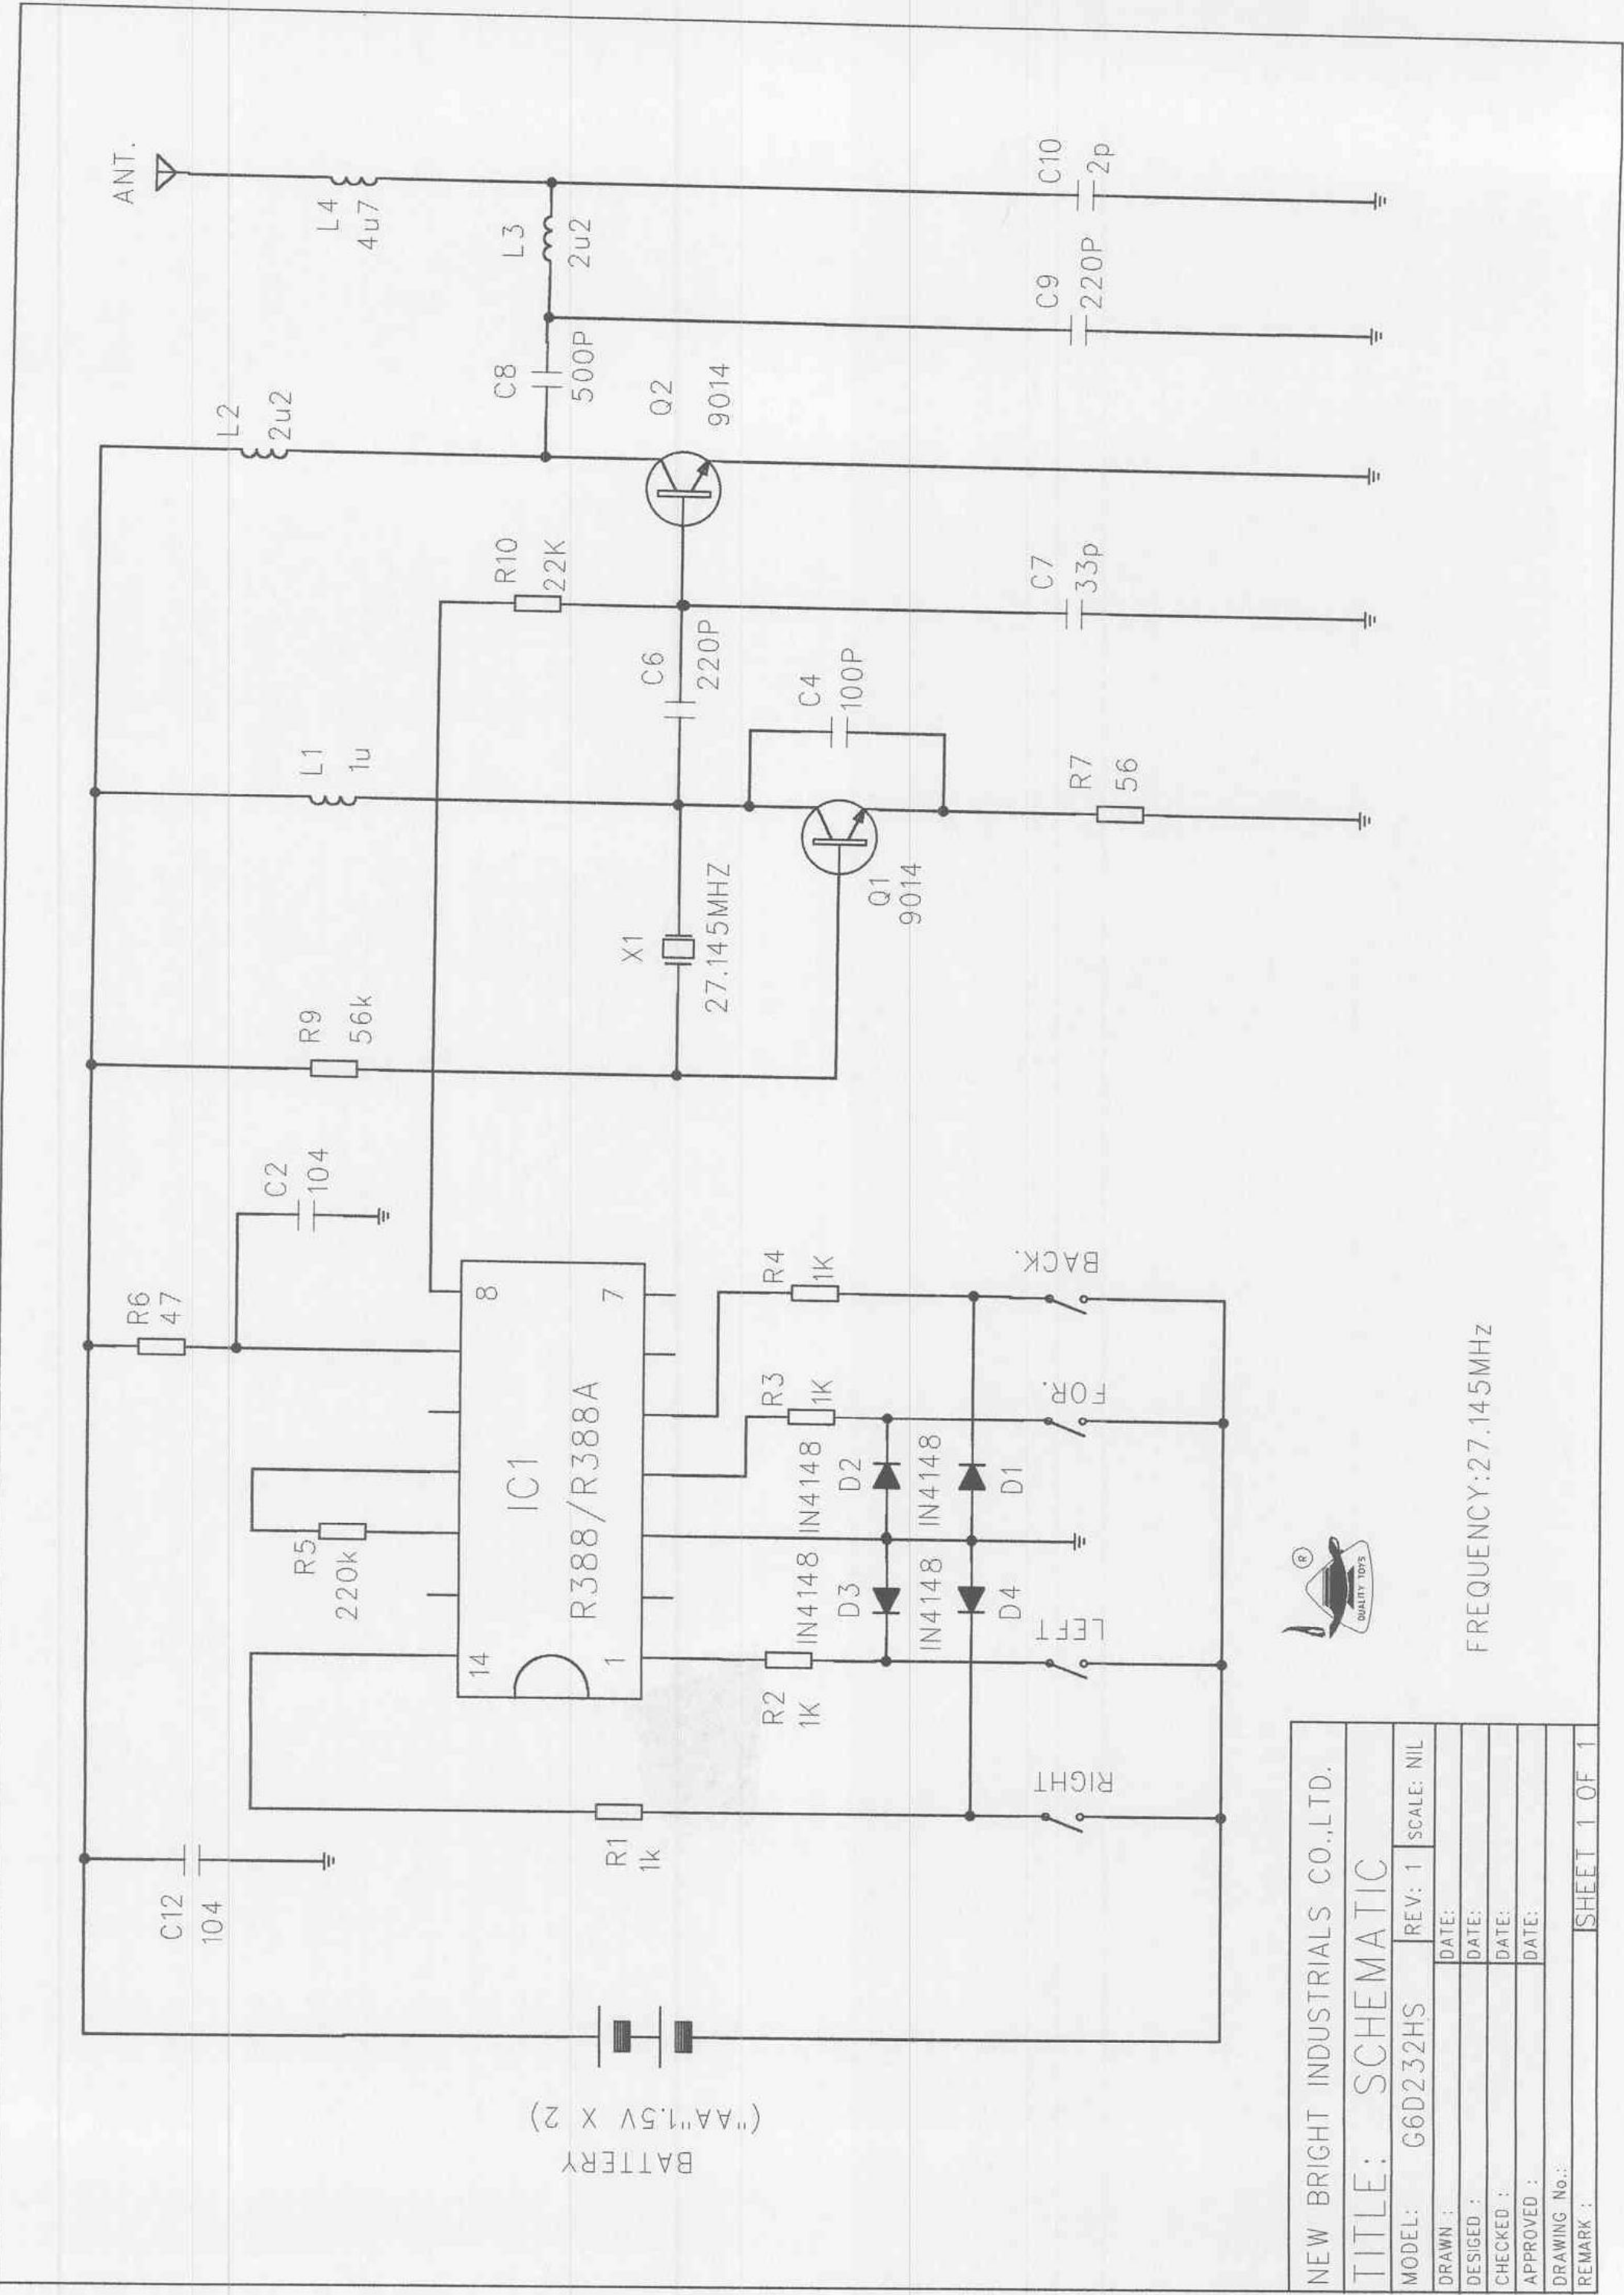 ANT.
L4
4u7
L3
2u2
C10
2p
C9
220P
L2
2u2
C8
500P
Q2
9014
R10
22K
C7
33p
L1
1u
C6
220P
C4
100P
R7
56
X1
27.145MHZ
Q1
9014
R9
56k
C2
104
R6
47
8
7
14
1
IC1
R388/R388A
R5
220k
R4
1K
R3
1K
IN4148
D2
IN4148
D1
IN4148
D3
IN4148
D4
R2
1K
R1
1k
BACK.
FOR.
LEFT
RIGHT
C12
104
BATTERY
("AA"1.5V X 2)
R
QUALITY TOYS
FREQUENCY:27.145MHz
NEW BRIGHT INDUSTRIALS CO.,LTD.
TITLE: SCHEMATIC
MODEL: G6D232HS REV: 1 SCALE: NIL
DRAWN : DATE:
DESIGED : DATE:
CHECKED : DATE:
APPROVED : DATE:
DRAWING No.:
REMARK : SHEET 1 OF 1